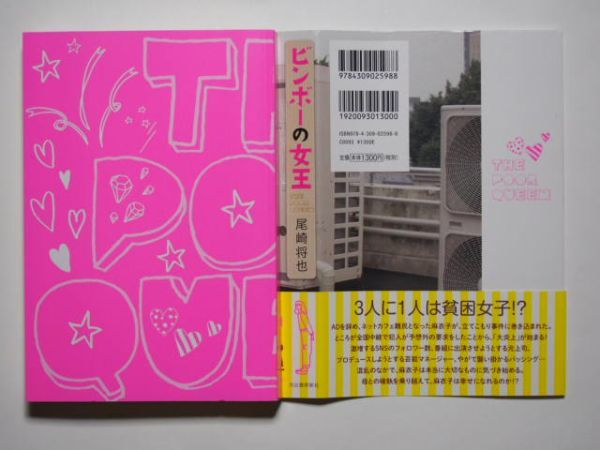 TH
POO
QUE
ビンボーの女王
尾崎将也
9784309025988
1920093013000
ISBN978-4-309-02598-8
C0093 ¥1300E
定価 本体1,300円(税別)
THE
POOR
QUEEN
3人に1人は貧困女子!?
ADを辞め、ネットカフェ難民となった麻衣子が、立てこもり事件に巻き込まれた。
ところが全国中継で犯人が予想外の要求をしたことから、「大炎上」が始まる!
激増するSNSのフォロワー数、番組に出演させようとする元上司、
プロデュースしようとする芸能マネージャー、やがて襲い掛かるバッシング…
混乱のなかで、麻衣子は本当に大切なものに気づき始める。
母との確執を乗り越えて、麻衣子は幸せになれるのか!?
河出書房新社